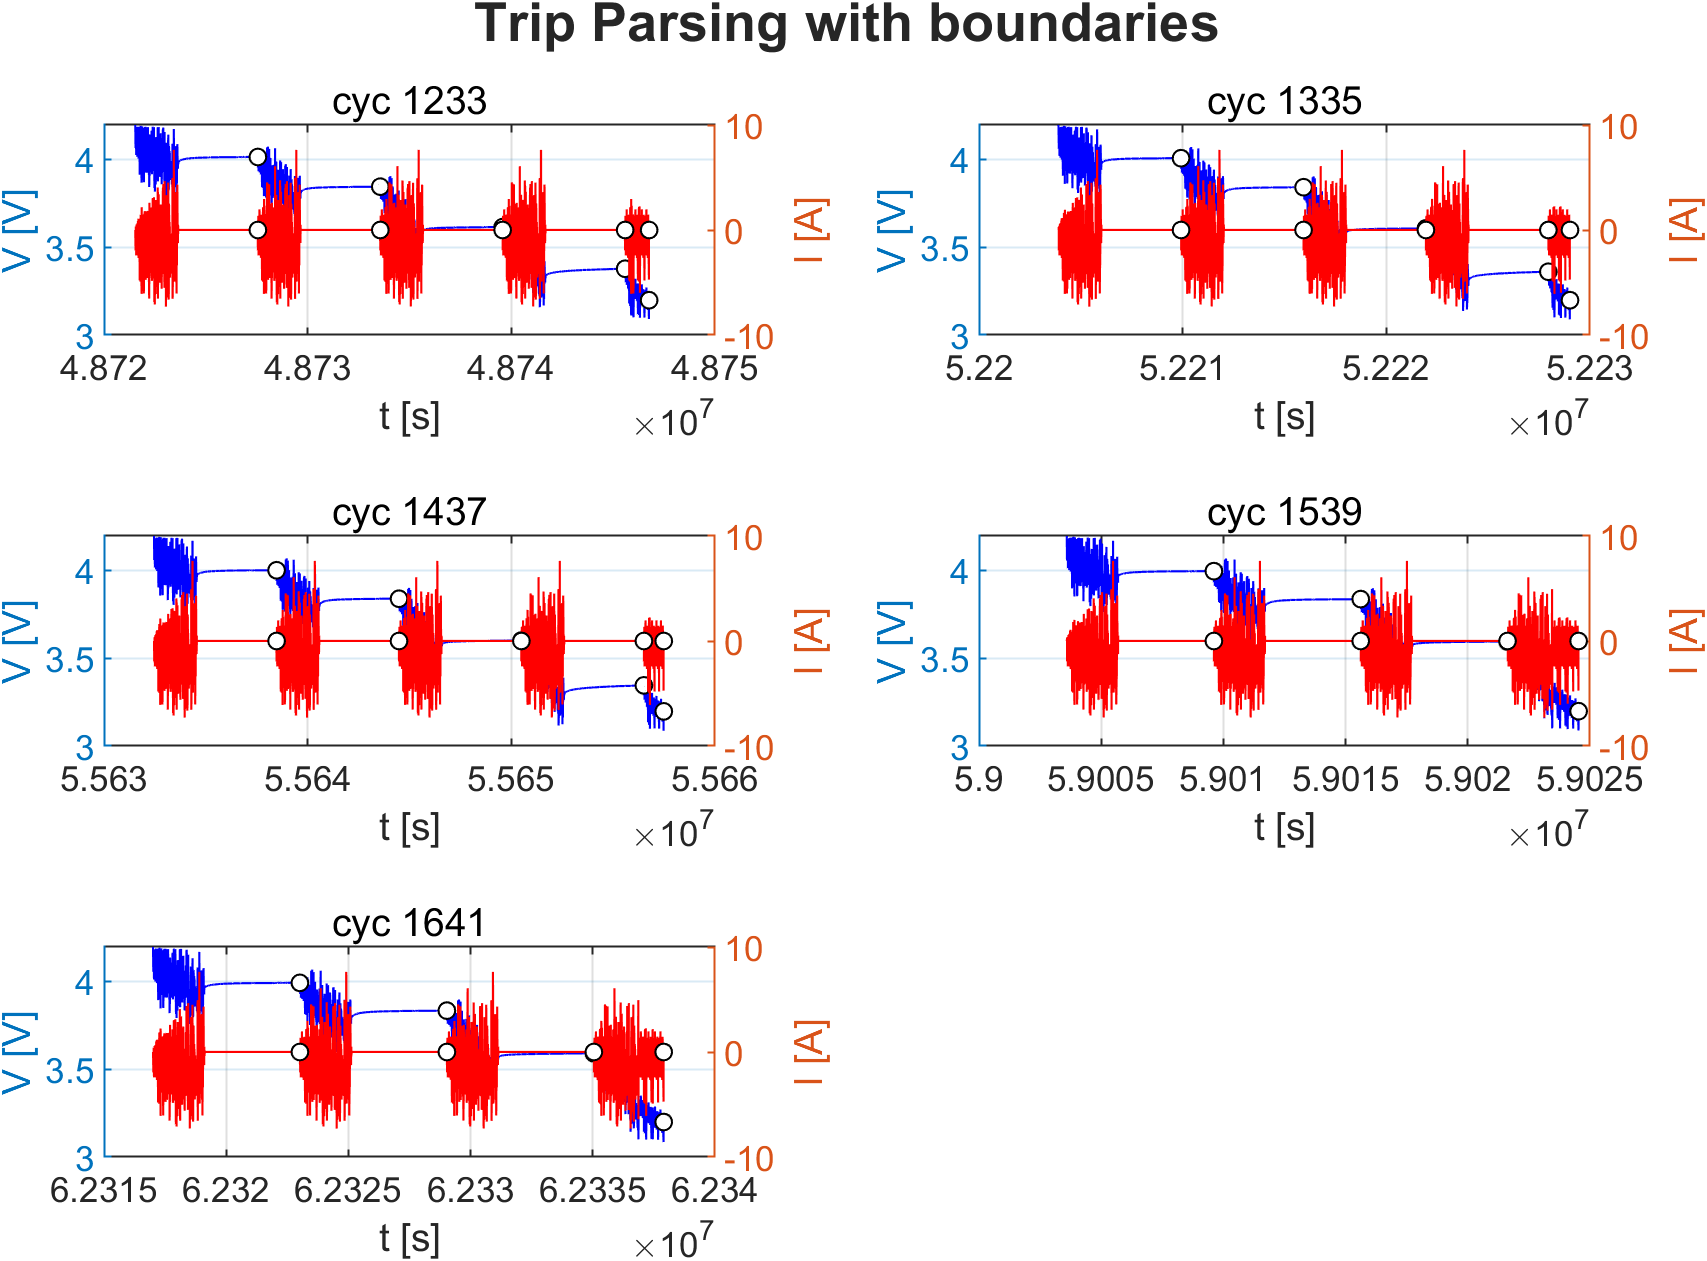 Trip Parsing with boundaries
cyc 1233
V [V]
4
3.5
3
10
0
-10
I [A]
4.872 4.873 4.874 4.875
t [s]
×10^7
cyc 1335
V [V]
4
3.5
3
10
0
-10
I [A]
5.22 5.221 5.222 5.223
t [s]
×10^7
cyc 1437
V [V]
4
3.5
3
10
0
-10
I [A]
5.563 5.564 5.565 5.566
t [s]
×10^7
cyc 1539
V [V]
4
3.5
3
10
0
-10
I [A]
5.9 5.9005 5.901 5.9015 5.902 5.9025
t [s]
×10^7
cyc 1641
V [V]
4
3.5
3
10
0
-10
I [A]
6.2315 6.232 6.2325 6.233 6.2335 6.234
t [s]
×10^7